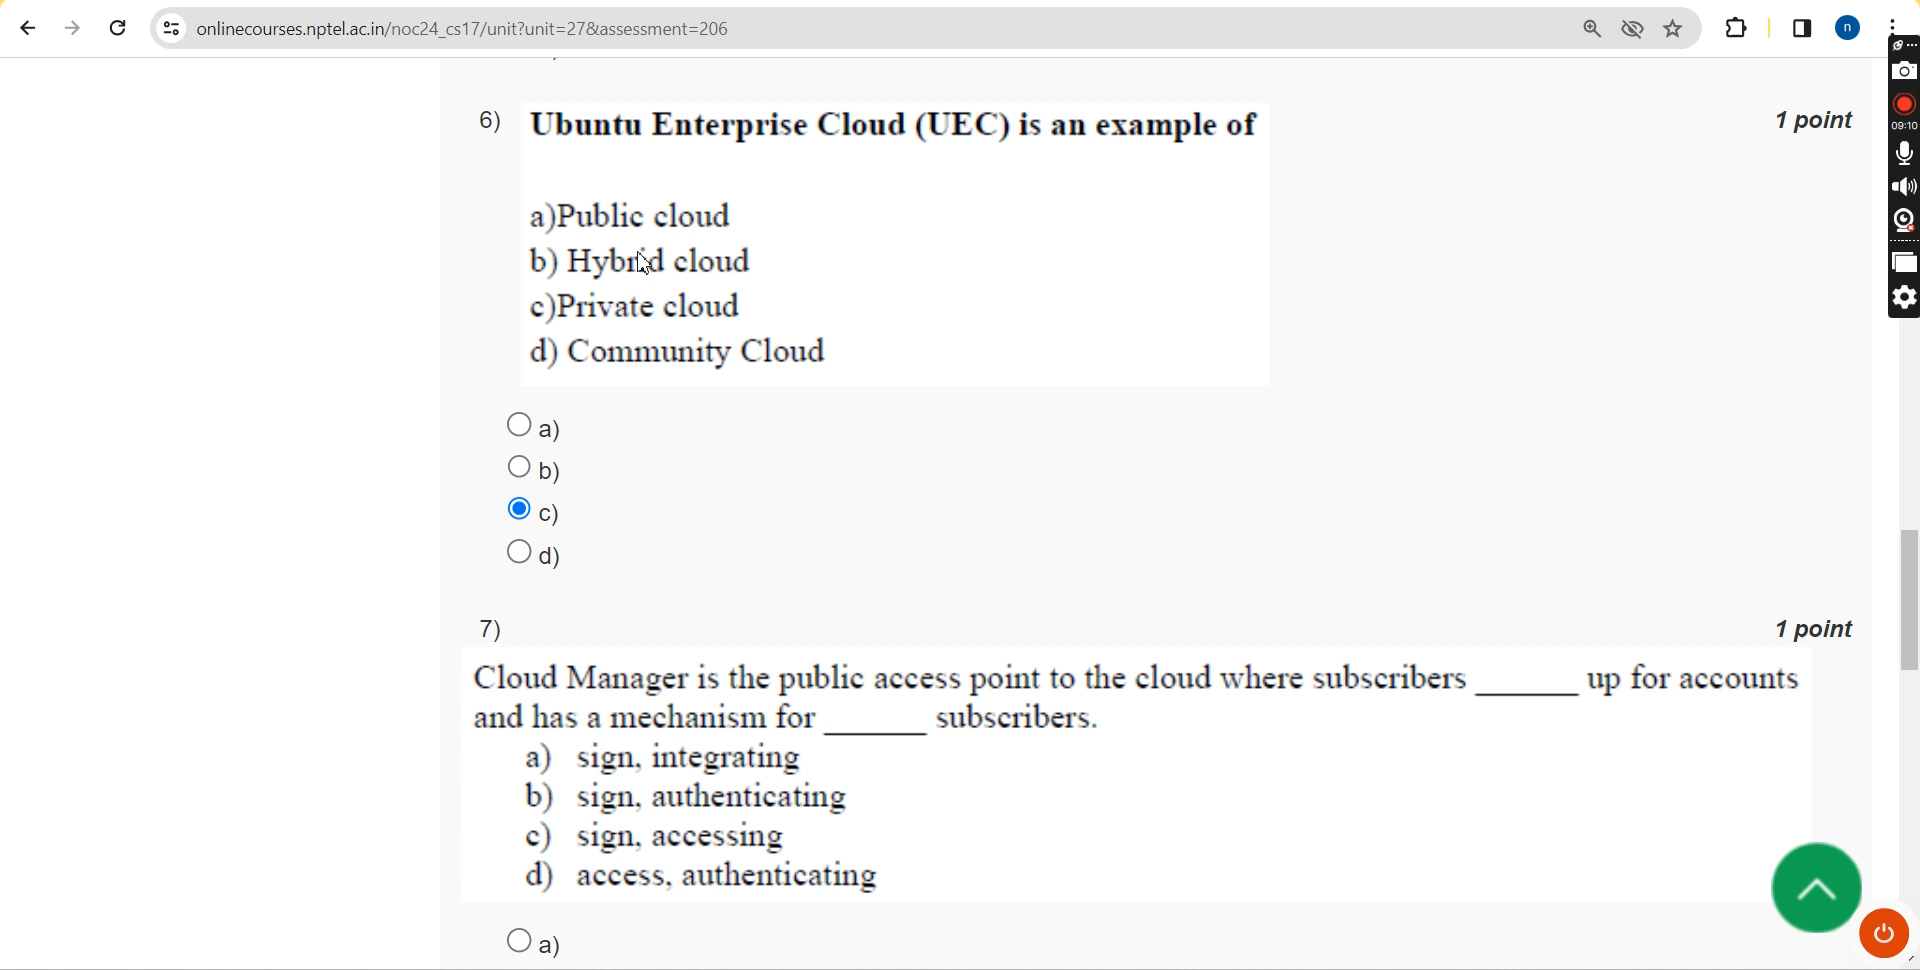 onlinecourses.nptel.ac.in/noc24_cs17/unit?unit=27&assessment=206
n
09:10
6) Ubuntu Enterprise Cloud (UEC) is an example of 1 point
a)Public cloud
b) Hybrid cloud
c)Private cloud
d) Community Cloud
a)
b)
c)
d)
7) 1 point
Cloud Manager is the public access point to the cloud where subscribers ______ up for accounts
and has a mechanism for ______ subscribers.
a) sign, integrating
b) sign, authenticating
c) sign, accessing
d) access, authenticating
a)